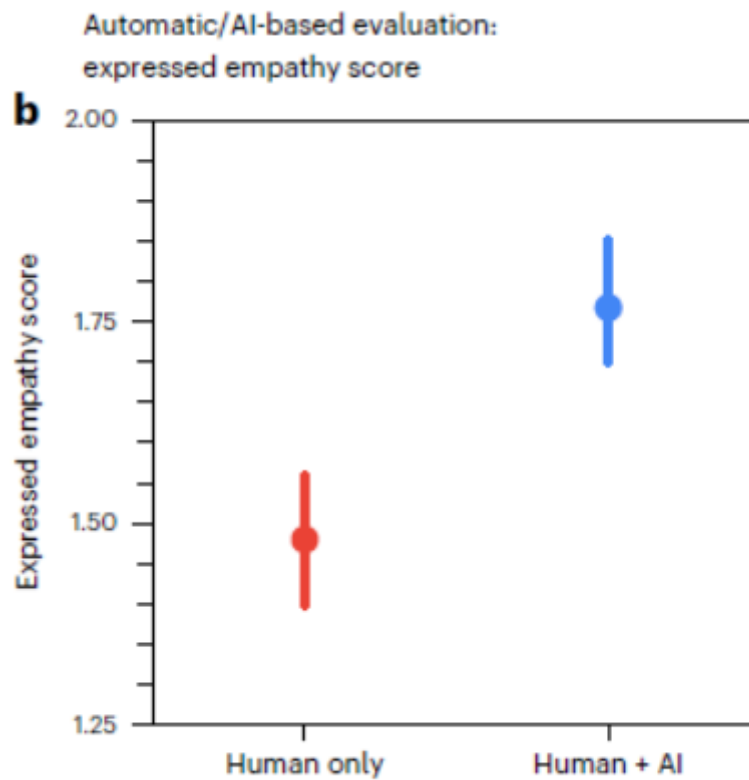 Automatic/AI-based evaluation:
expressed empathy score
b
2.00
1.75
1.50
1.25
Expressed empathy score
Human only
Human + AI